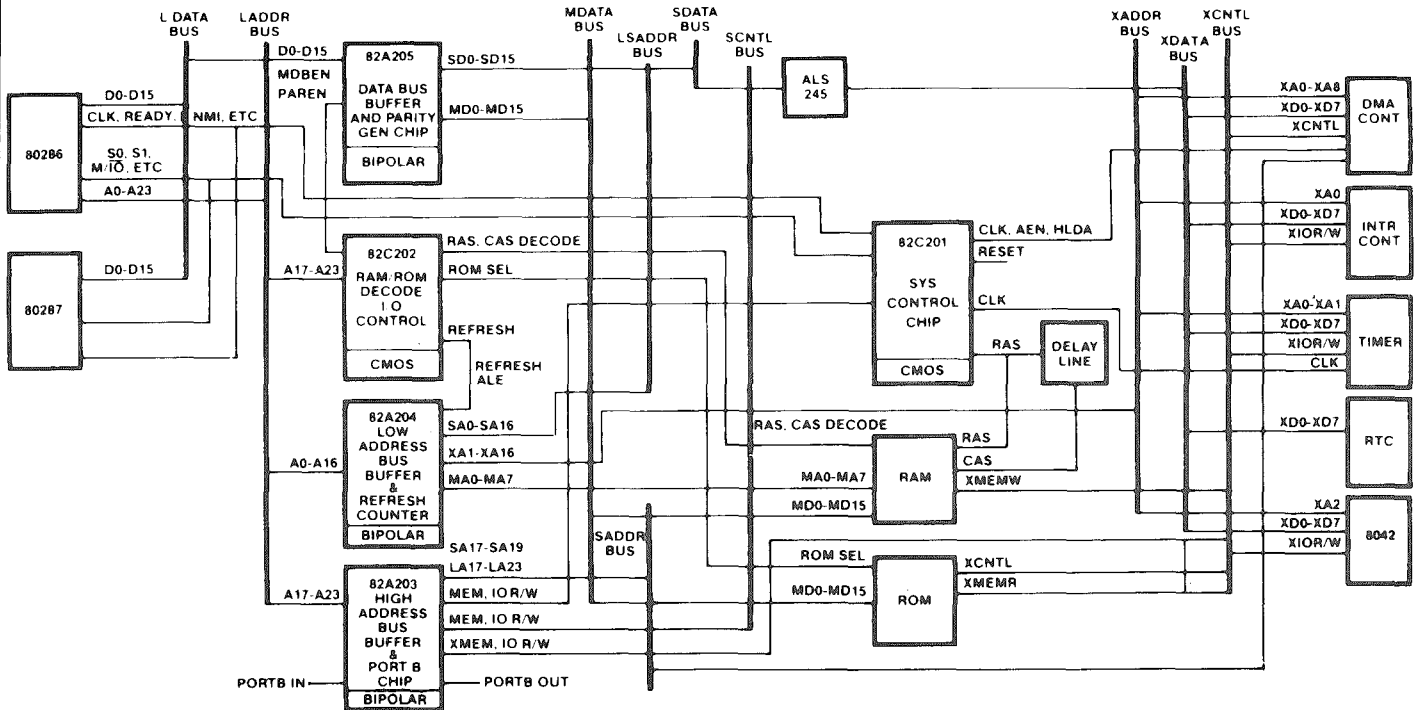 L DATA
BUS
LADDR
BUS
MDATA
BUS
LSADDR
BUS
SDATA
BUS
SCNTL
BUS
XADDR
BUS
XDATA
BUS
XCNTL
BUS
80286
D0-D15
CLK, READY, NMI, ETC
S0, S1,
M/IO, ETC
A0-A23
80287
D0-D15
D0-D15
MDBEN
PAREN
82A205
DATA BUS
BUFFER
AND PARITY
GEN CHIP
BIPOLAR
SD0-SD15
MD0-MD15
A17-A23
82C202
RAM/ROM
DECODE
I O
CONTROL
CMOS
RAS, CAS DECODE
ROM SEL
REFRESH
REFRESH
ALE
A0-A16
82A204
LOW
ADDRESS
BUS
BUFFER
&
REFRESH
COUNTER
BIPOLAR
SA0-SA16
XA1-XA16
MA0-MA7
SA17-SA19
LA17-LA23
A17-A23
82A203
HIGH
ADDRESS
BUS
BUFFER
&
PORT B
CHIP
BIPOLAR
MEM, IO R/W
MEM, IO R/W
XMEM, IO R/W
PORTB IN
PORTB OUT
SADDR
BUS
ALS
245
82C201
SYS
CONTROL
CHIP
CMOS
CLK, AEN, HLDA
RESET
CLK
RAS
DELAY
LINE
RAS, CAS DECODE
MA0-MA7
MD0-MD15
RAM
RAS
CAS
XMEMW
ROM SEL
MD0-MD15
ROM
XCNTL
XMEMR
XA0-XA8
XD0-XD7
XCNTL
DMA
CONT
XA0
XD0-XD7
XIOR/W
INTR
CONT
XA0-XA1
XD0-XD7
XIOR/W
CLK
TIMER
XD0-XD7
RTC
XA2
XD0-XD7
XIOR/W
8042